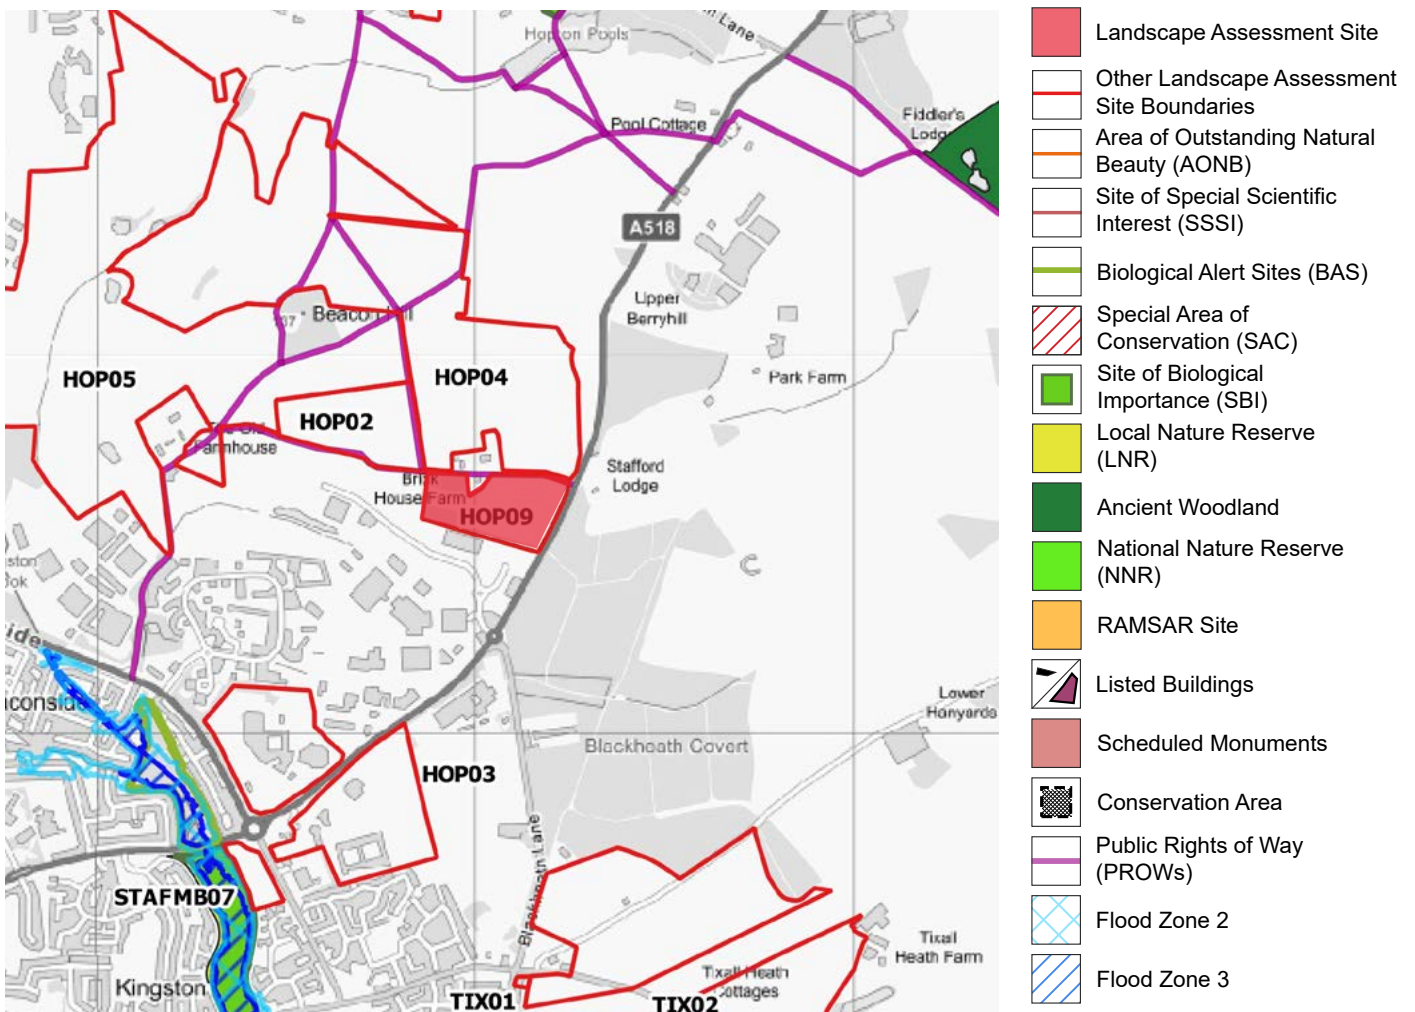 Hopton Pools
Lane
Pool Cottage
Fiddler's
A518
Upper
Berryhill
Beacon Hill
HOP05
HOP04
Park Farm
HOP02
The Old
Farmhouse
Stafford
Lodge
Brick
House Farm
HOP09
Lower
Hanyards
Blackheath Covert
HOP03
Blackheath Lane
STAFMB07
Tixall
Heath Farm
Kingston
Tixall Heath
Cottages
TIX01
TIX02
Landscape Assessment Site
Other Landscape Assessment
Site Boundaries
Area of Outstanding Natural
Beauty (AONB)
Site of Special Scientific
Interest (SSSI)
Biological Alert Sites (BAS)
Special Area of
Conservation (SAC)
Site of Biological
Importance (SBI)
Local Nature Reserve
(LNR)
Ancient Woodland
National Nature Reserve
(NNR)
RAMSAR Site
Listed Buildings
Scheduled Monuments
Conservation Area
Public Rights of Way
(PROWs)
Flood Zone 2
Flood Zone 3